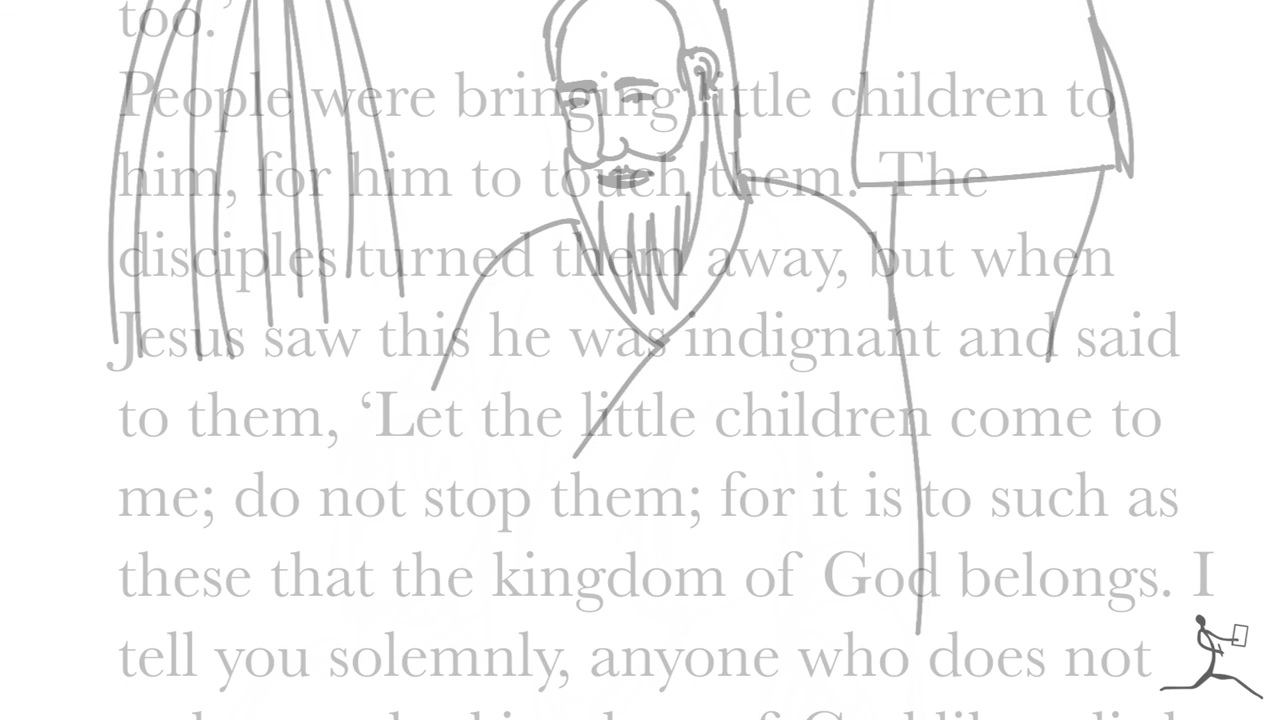 too.’
People were bringing little children to
him, for him to touch them. The
disciples turned them away, but when
Jesus saw this he was indignant and said
to them, ‘Let the little children come to
me; do not stop them; for it is to such as
these that the kingdom of God belongs. I
tell you solemnly, anyone who does not